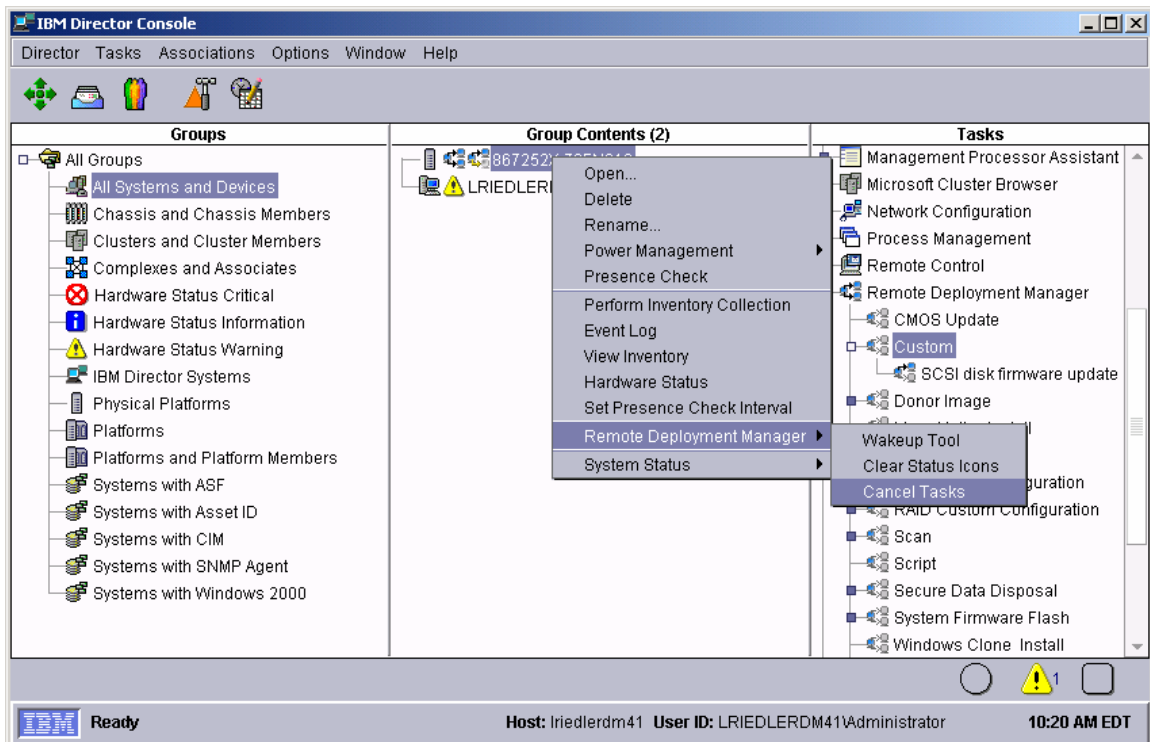 IBM Director Console
Director Tasks Associations Options Window Help
Groups
All Groups
All Systems and Devices
Chassis and Chassis Members
Clusters and Cluster Members
Complexes and Associates
Hardware Status Critical
Hardware Status Information
Hardware Status Warning
IBM Director Systems
Physical Platforms
Platforms
Platforms and Platform Members
Systems with ASF
Systems with Asset ID
Systems with CIM
Systems with SNMP Agent
Systems with Windows 2000
Group Contents (2)
Open...
Delete
Rename...
Power Management
Presence Check
Perform Inventory Collection
Event Log
View Inventory
Hardware Status
Set Presence Check Interval
Remote Deployment Manager
System Status
Wakeup Tool
Clear Status Icons
Cancel Tasks
Tasks
Management Processor Assistant
Microsoft Cluster Browser
Network Configuration
Process Management
Remote Control
Remote Deployment Manager
CMOS Update
Custom
SCSI disk firmware update
Donor Image
RAID Custom Configuration
Scan
Script
Secure Data Disposal
System Firmware Flash
Windows Clone Install
1
IBM Ready Host: lriedlerdm41 User ID: LRIEDLERDM41\Administrator 10:20 AM EDT